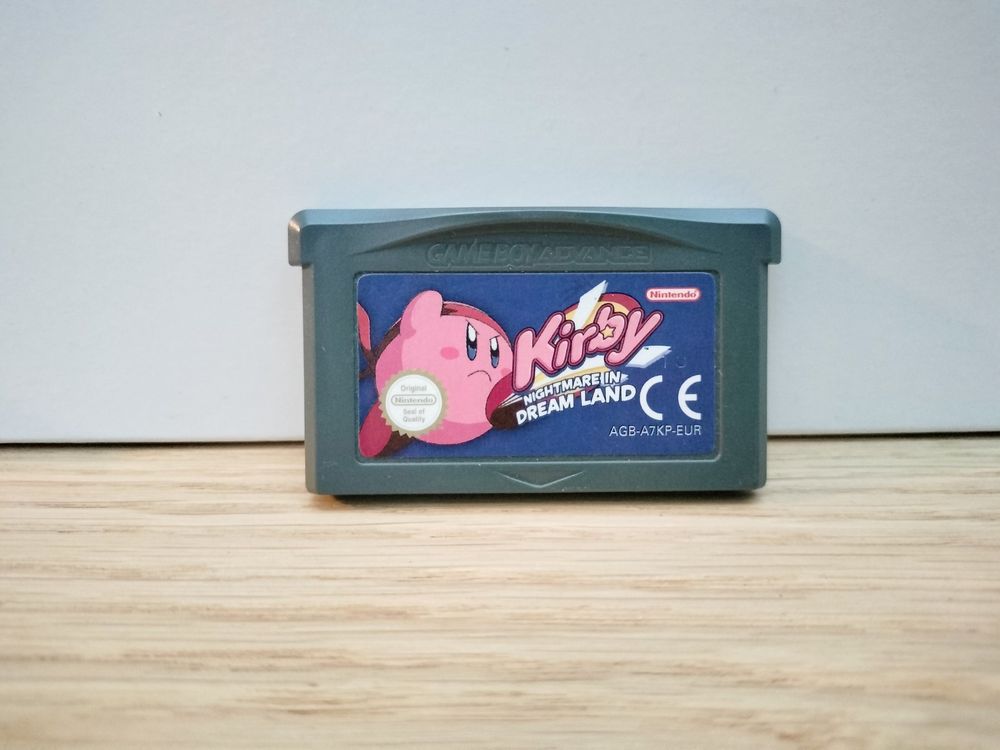 GAME BOY ADVANCE
Nintendo
Kirby
NIGHTMARE IN
DREAM LAND
Original
Nintendo
Seal of
Quality
CE
AGB-A7KP-EUR